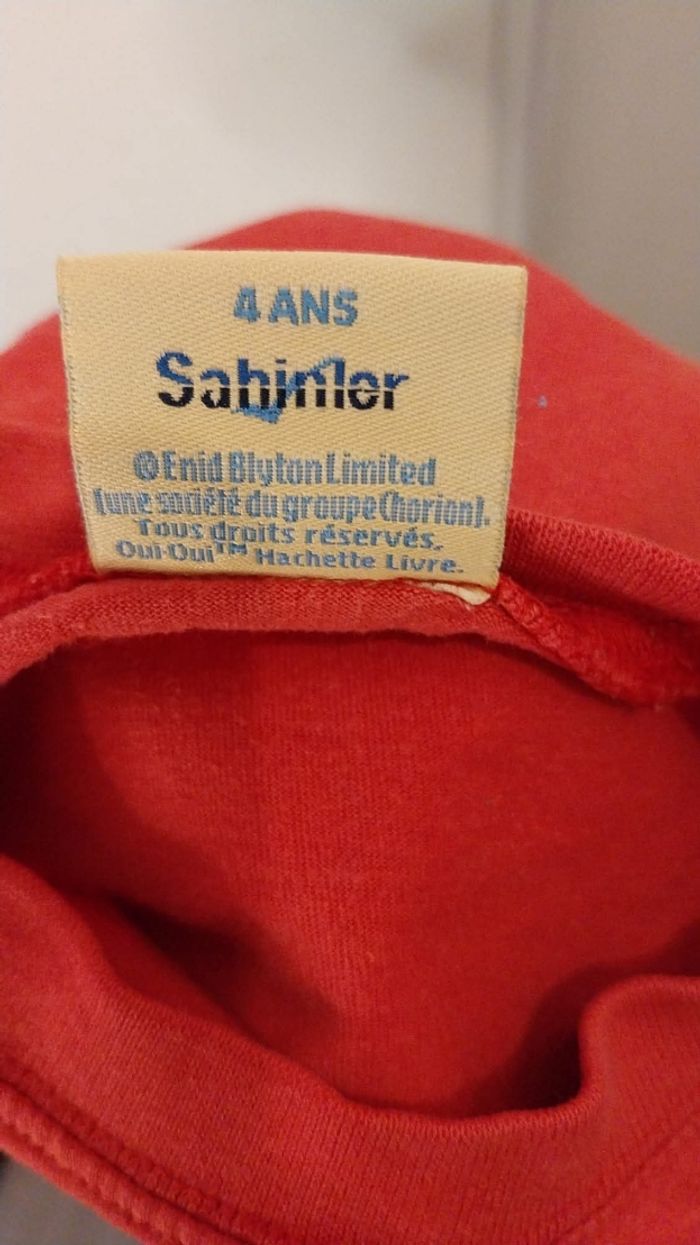 4 ANS
Sahinler
©Enid Blyton Limited
(une société du groupe Chorion).
Tous droits réservés.
Oui-Oui™ Hachette Livre.